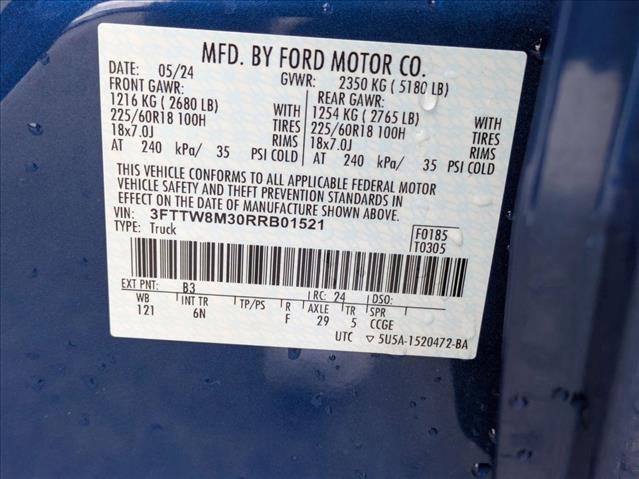 MFD. BY FORD MOTOR CO.
DATE: 05/24 GVWR: 2350 KG ( 5180 LB)
FRONT GAWR: REAR GAWR:
1216 KG ( 2680 LB) 1254 KG ( 2765 LB)
225/60R18 100H WITH TIRES 225/60R18 100H WITH TIRES
18x7.0J RIMS 18x7.0J RIMS
AT 240 kPa/ 35 PSI COLD AT 240 kPa/ 35 PSI COLD
THIS VEHICLE CONFORMS TO ALL APPLICABLE FEDERAL MOTOR
VEHICLE SAFETY AND THEFT PREVENTION STANDARDS IN
EFFECT ON THE DATE OF MANUFACTURE SHOWN ABOVE.
VIN: 3FTTW8M30RRB01521
TYPE: Truck F0185
T0305
EXT PNT: B3 RC: 24 DSO:
WB INT TR TP/PS R AXLE TR SPR
121 6N F 29 5 CCGE
UTC ▽ 5U5A-1520472-BA